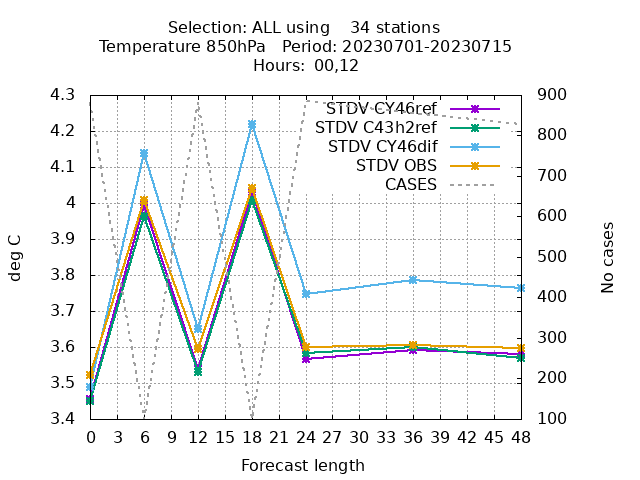 Selection: ALL using    34 stations
Temperature 850hPa   Period: 20230701-20230715
Hours:  00,12
4.3
4.2
4.1
4
3.9
3.8
3.7
3.6
3.5
3.4
deg C
STDV CY46ref
STDV C43h2ref
STDV CY46dif
STDV OBS
CASES
900
800
700
600
500
400
300
200
100
No cases
0 3 6 9 12 15 18 21 24 27 30 33 36 39 42 45 48
Forecast length